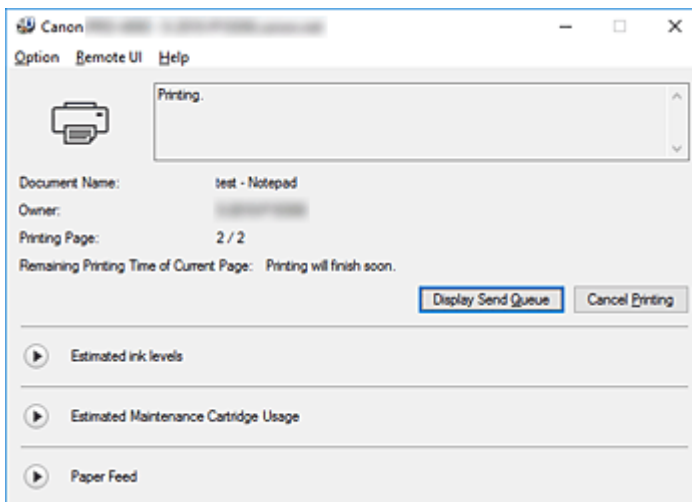 Canon
Option Remote UI Help
Printing.
Document Name: test - Notepad
Owner:
Printing Page: 2 / 2
Remaining Printing Time of Current Page: Printing will finish soon.
Display Send Queue Cancel Printing
Estimated ink levels
Estimated Maintenance Cartridge Usage
Paper Feed